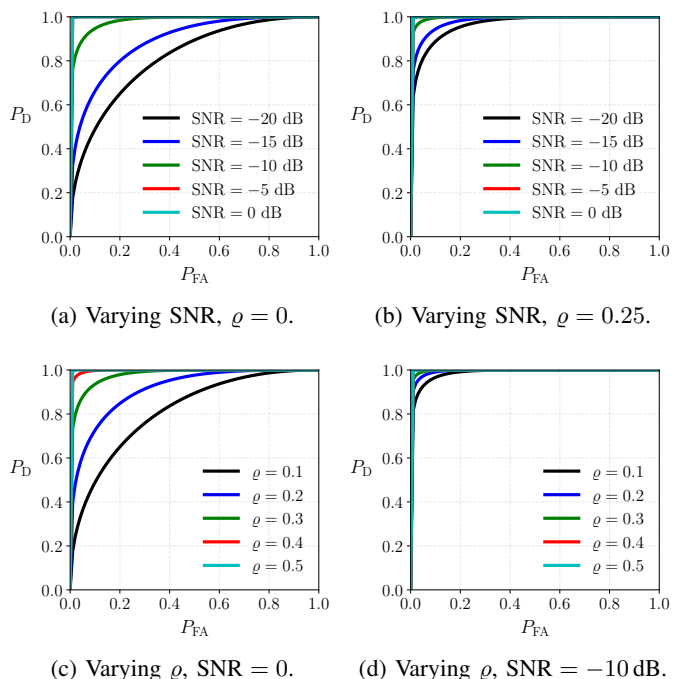 1.0
0.8
P_D
0.6
0.4
0.2
0.0
SNR = −20 dB
SNR = −15 dB
SNR = −10 dB
SNR = −5 dB
SNR = 0 dB
0.0 0.2 0.4 0.6 0.8 1.0
P_FA
(a) Varying SNR, ϱ = 0.
1.0
0.8
P_D
0.6
0.4
0.2
0.0
SNR = −20 dB
SNR = −15 dB
SNR = −10 dB
SNR = −5 dB
SNR = 0 dB
0.0 0.2 0.4 0.6 0.8 1.0
P_FA
(b) Varying SNR, ϱ = 0.25.
1.0
0.8
P_D
0.6
0.4
0.2
0.0
ϱ = 0.1
ϱ = 0.2
ϱ = 0.3
ϱ = 0.4
ϱ = 0.5
0.0 0.2 0.4 0.6 0.8 1.0
P_FA
(c) Varying ϱ, SNR = 0.
1.0
0.8
P_D
0.6
0.4
0.2
0.0
ϱ = 0.1
ϱ = 0.2
ϱ = 0.3
ϱ = 0.4
ϱ = 0.5
0.0 0.2 0.4 0.6 0.8 1.0
P_FA
(d) Varying ϱ, SNR = −10 dB.